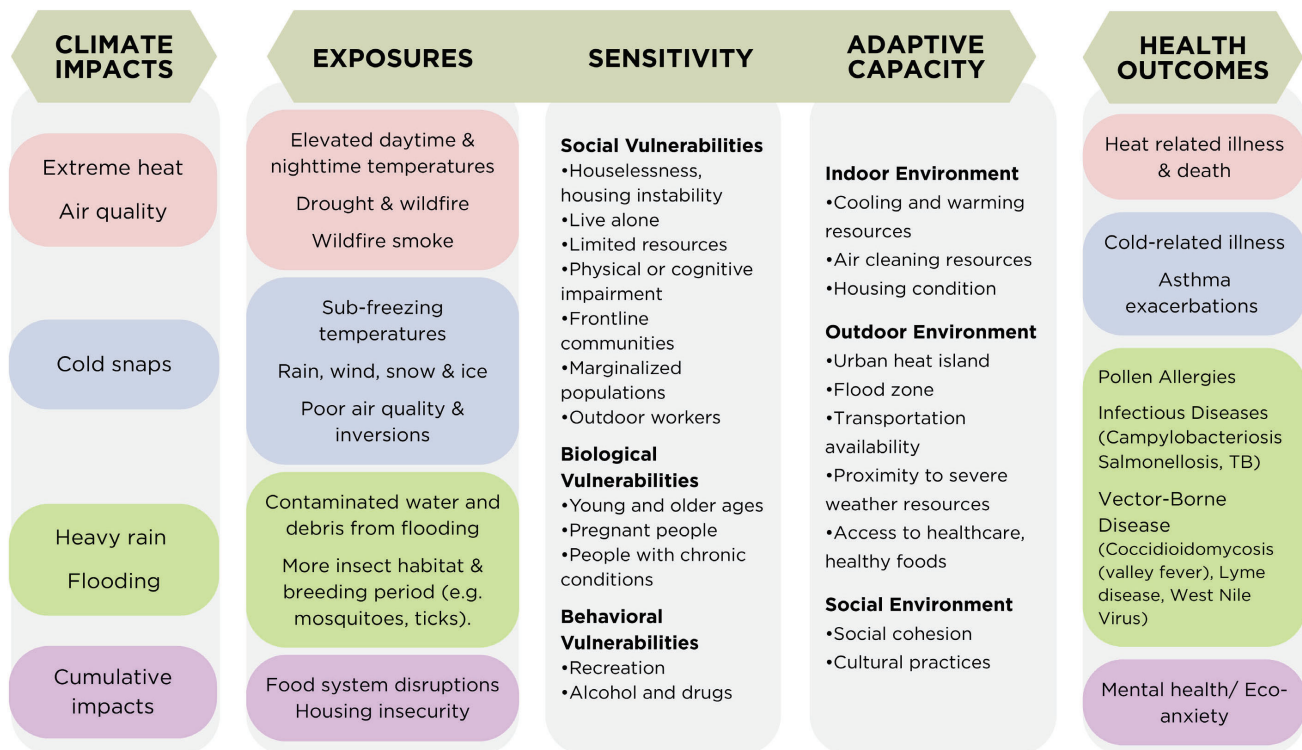 CLIMATE
IMPACTS
EXPOSURES
SENSITIVITY
ADAPTIVE
CAPACITY
HEALTH
OUTCOMES
Extreme heat
Air quality
Cold snaps
Heavy rain
Flooding
Cumulative
impacts
Elevated daytime &
nighttime temperatures
Drought & wildfire
Wildfire smoke
Sub-freezing
temperatures
Rain, wind, snow & ice
Poor air quality &
inversions
Contaminated water and
debris from flooding
More insect habitat &
breeding period (e.g.
mosquitoes, ticks).
Food system disruptions
Housing insecurity
Social Vulnerabilities
•Houselessness,
housing instability
•Live alone
•Limited resources
•Physical or cognitive
impairment
•Frontline
communities
•Marginalized
populations
•Outdoor workers
Biological
Vulnerabilities
•Young and older ages
•Pregnant people
•People with chronic
conditions
Behavioral
Vulnerabilities
•Recreation
•Alcohol and drugs
Indoor Environment
•Cooling and warming
resources
•Air cleaning resources
•Housing condition
Outdoor Environment
•Urban heat island
•Flood zone
•Transportation
availability
•Proximity to severe
weather resources
•Access to healthcare,
healthy foods
Social Environment
•Social cohesion
•Cultural practices
Heat related illness
& death
Cold-related illness
Asthma
exacerbations
Pollen Allergies
Infectious Diseases
(Campylobacteriosis
Salmonellosis, TB)
Vector-Borne
Disease
(Coccidioidomycosis
(valley fever), Lyme
disease, West Nile
Virus)
Mental health/ Eco-
anxiety